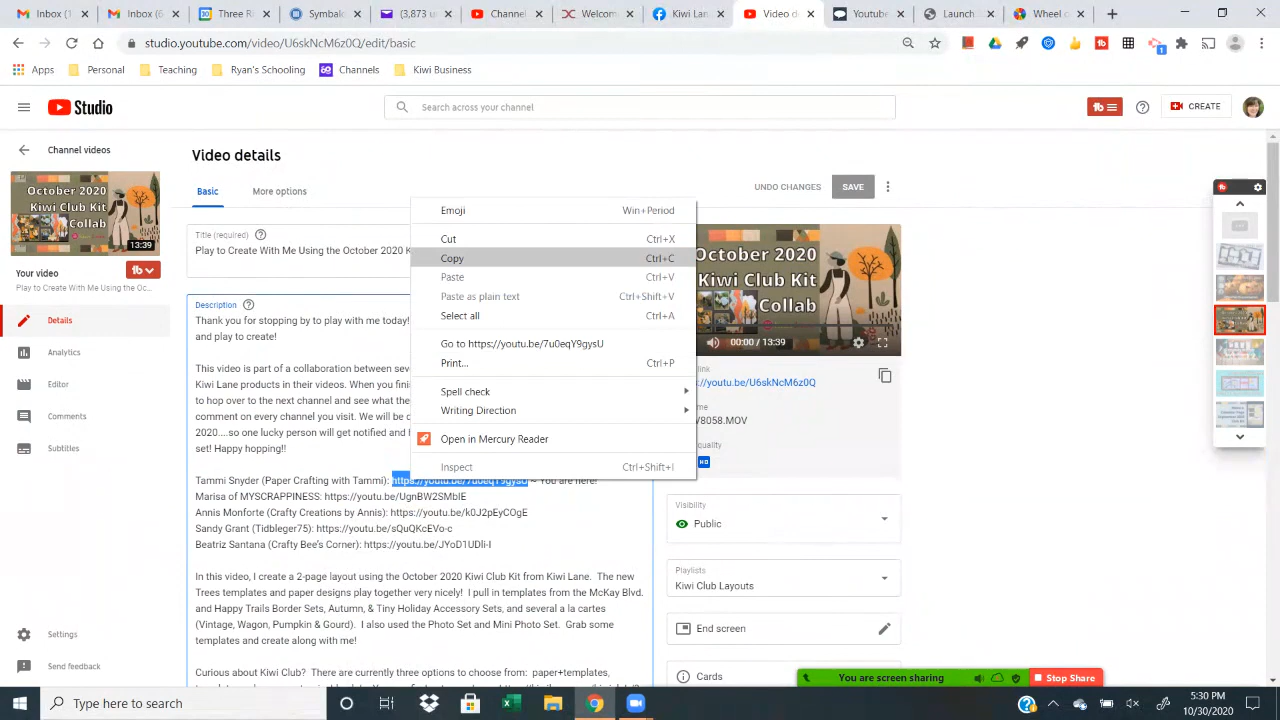 Inbox (
Inbox (6
Training R
Symbalo
(3,873 u
Channel
Welcom
Kiwi Lan
Video d
Youtube
Launch
Wheel o
studio.youtube.com/video/U6skNcM6z0Q/edit/basic
Apps
Personal
Teaching
Ryan's Schooling
Channels
Kiwi Business
Studio
Search across your channel
CREATE
Channel videos
Video details
October 2020
Kiwi Club Kit
Collab
13:39
Basic
More options
UNDO CHANGES
SAVE
Your video
Play to Create With Me Using the Oc...
Title (required)
Play to Create With Me Using the October 2020 K
Emoji Win+Period
Cut Ctrl+X
Copy Ctrl+C
Paste Ctrl+V
Paste as plain text Ctrl+Shift+V
Select all Ctrl+A
Go to https://youtu.be/7u0eqY9gysU
Print... Ctrl+P
Spell check
Writing Direction
Open in Mercury Reader
Inspect Ctrl+Shift+I
October 2020
Kiwi Club Kit
Collab
00:00 / 13:39
Details
Analytics
Editor
Comments
Subtitles
Settings
Send feedback
Description
Thank you for stopping by to play with me today!
and play to create!
This video is part of a collaboration between sev
Kiwi Lane products in their videos. When you finis
to hop over to the next channel and see what the
comment on every channel you visit. We will be d
2020....so one lucky person will get notified and h
set! Happy hopping!!
Tammi Snyder (Paper Crafting with Tammi): https://youtu.be/7u0eqY9gysU ~ You are here!
Marisa of MYSCRAPPINESS: https://youtu.be/UgnBW2SMbIE
Annis Monforte (Crafty Creations by Annis): https://youtu.be/k0J2pEyCOgE
Sandy Grant (Tidbleger75): https://youtu.be/sQuQKcEVo-c
Beatriz Santana (Crafty Bee's Corner): https://youtu.be/JYoD1UDli-I
In this video, I create a 2-page layout using the October 2020 Kiwi Club Kit from Kiwi Lane. The new
Trees templates and paper designs play together very nicely! I pull in templates from the McKay Blvd.
and Happy Trails Border Sets, Autumn, & Tiny Holiday Accessory Sets, and several a la cartes
(Vintage, Wagon, Pumpkin & Gourd). I also used the Photo Set and Mini Photo Set. Grab some
templates and create along with me!
Curious about Kiwi Club? There are currently three options to choose from: paper+templates,
link
/youtu.be/U6skNcM6z0Q
me
V8058.MOV
quality
HD
Visibility
Public
Playlists
Kiwi Club Layouts
End screen
Cards
You are screen sharing
Stop Share
Type here to search
5:30 PM
10/30/2020